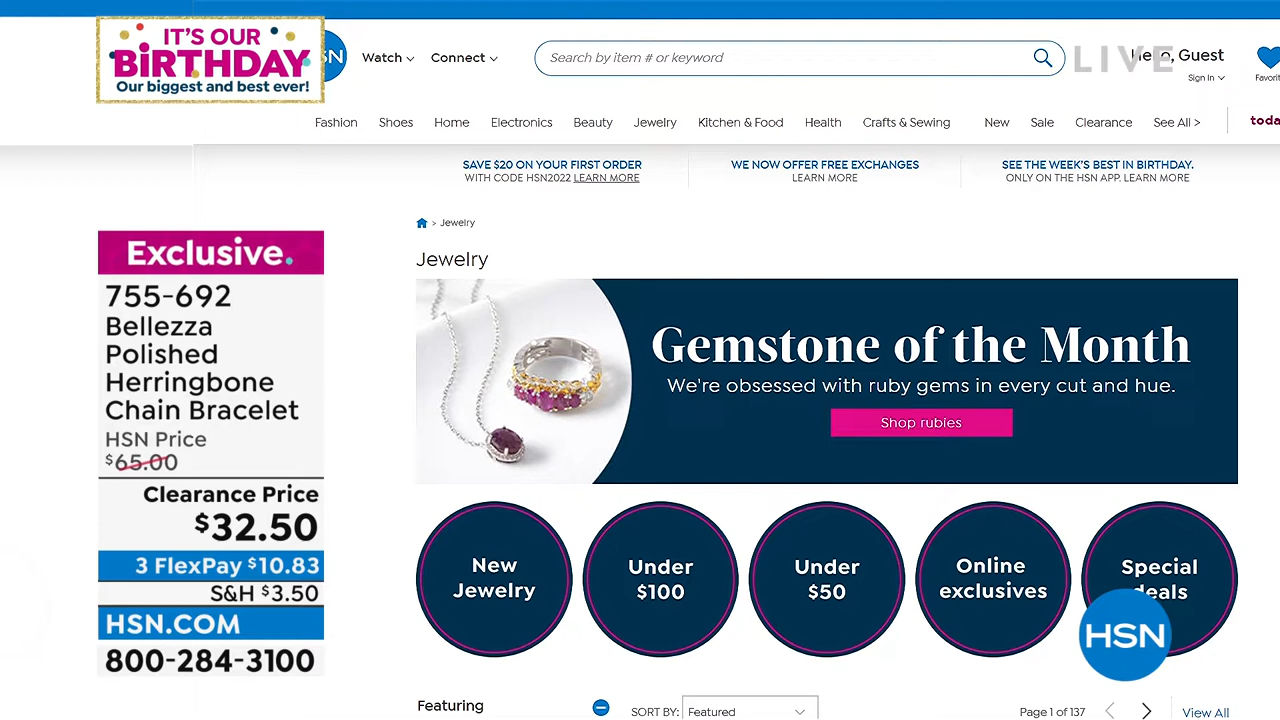 IT'S OUR
BIRTHDAY
Our biggest and best ever!
Watch
Connect
Search by item # or keyword
LIVE
Guest
Sign In
Fashion
Shoes
Home
Electronics
Beauty
Jewelry
Kitchen & Food
Health
Crafts & Sewing
New
Sale
Clearance
See All >
SAVE $20 ON YOUR FIRST ORDER
WITH CODE HSN2022 LEARN MORE
WE NOW OFFER FREE EXCHANGES
LEARN MORE
SEE THE WEEK'S BEST IN BIRTHDAY.
ONLY ON THE HSN APP. LEARN MORE
> Jewelry
Jewelry
Exclusive.
755-692
Bellezza
Polished
Herringbone
Chain Bracelet
HSN Price
$65.00
Clearance Price
$32.50
3 FlexPay $10.83
S&H $3.50
HSN.COM
800-284-3100
Gemstone of the Month
We're obsessed with ruby gems in every cut and hue.
Shop rubies
New
Jewelry
Under
$100
Under
$50
Online
exclusives
Special
deals
HSN
Featuring
SORT BY: Featured
Page 1 of 137
View All